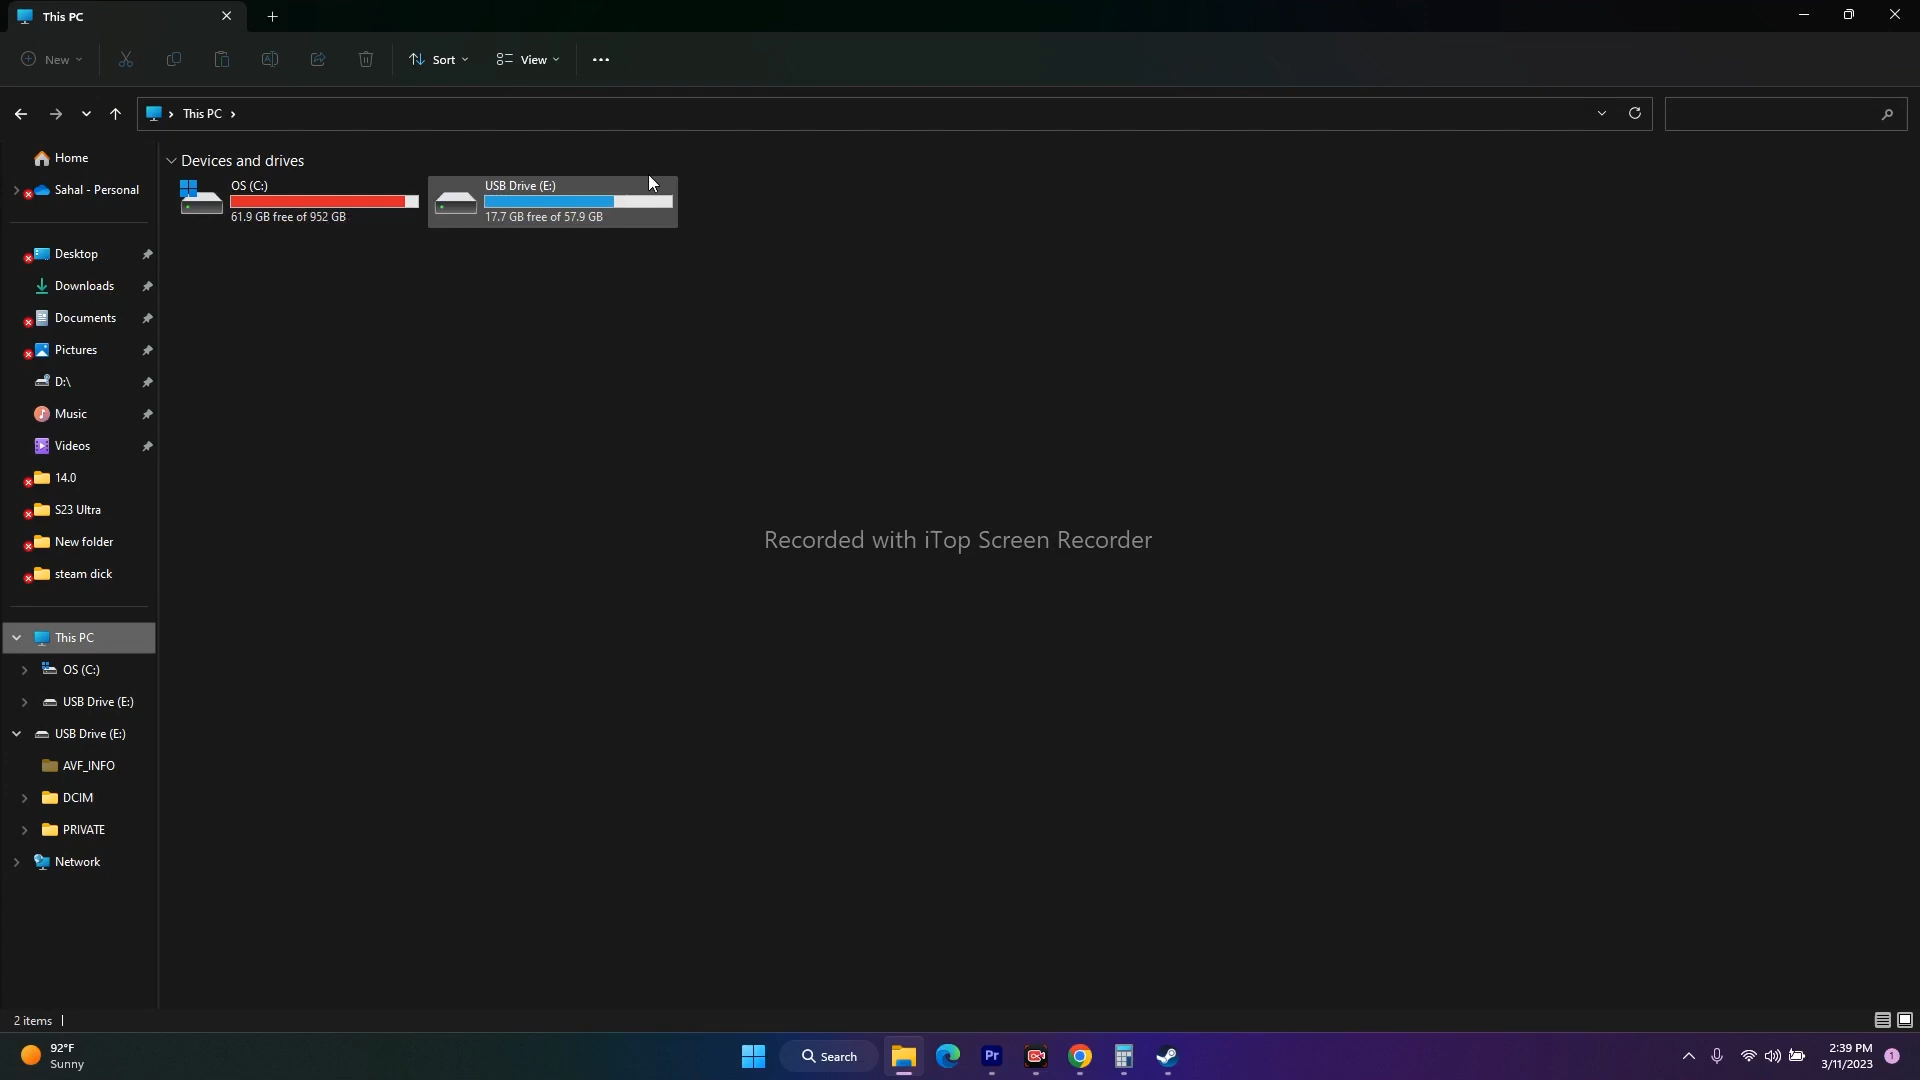 This PC
New
Sort
View
This PC
Home
Sahal - Personal
Desktop
Downloads
Documents
Pictures
D:\
Music
Videos
14.0
S23 Ultra
New folder
steam dick
This PC
OS (C:)
USB Drive (E:)
USB Drive (E:)
AVF_INFO
DCIM
PRIVATE
Network
Devices and drives
OS (C:)
61.9 GB free of 952 GB
USB Drive (E:)
17.7 GB free of 57.9 GB
Recorded with iTop Screen Recorder
2 items
92°F
Sunny
Search
Pr
2:39 PM
3/11/2023
1